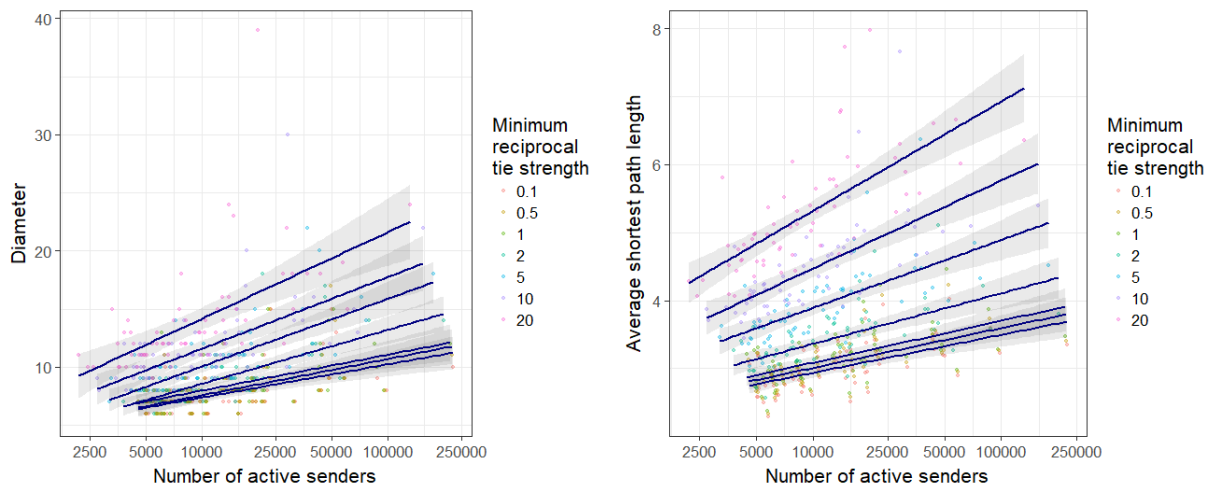 40
30
20
10
Diameter
2500 5000 10000 25000 50000 100000 250000
Number of active senders
Minimum
reciprocal
tie strength
0.1
0.5
1
2
5
10
20
8
6
4
Average shortest path length
2500 5000 10000 25000 50000 100000 250000
Number of active senders
Minimum
reciprocal
tie strength
0.1
0.5
1
2
5
10
20